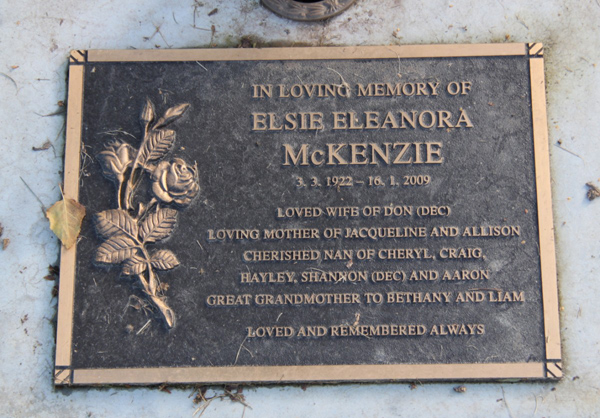 IN LOVING MEMORY OF
ELSIE ELEANORA
McKENZIE
3. 3. 1922 – 16. 1. 2009
LOVED WIFE OF DON (DEC)
LOVING MOTHER OF JACQUELINE AND ALLISON
CHERISHED NAN OF CHERYL, CRAIG,
HAYLEY, SHANNON (DEC) AND AARON
GREAT GRANDMOTHER TO BETHANY AND LIAM
LOVED AND REMEMBERED ALWAYS